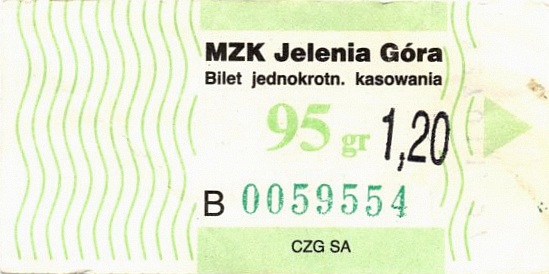 MZK Jelenia Góra
Bilet jednokrotn. kasowania
95 gr 1,20
B 0059554
CZG SA